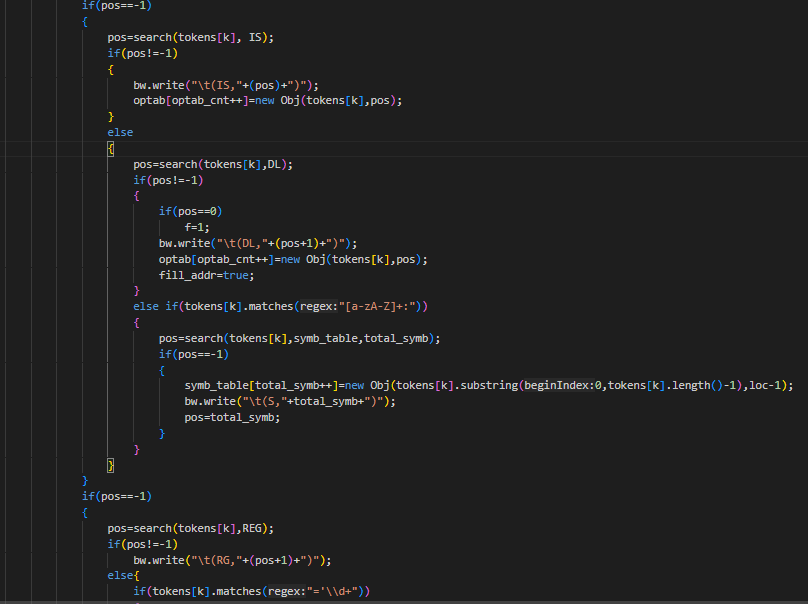 if(pos==-1)
{
pos=search(tokens[k], IS);
if(pos!=-1)
{
bw.write("\t(IS,"+(pos)+")");
optab[optab_cnt++]=new Obj(tokens[k],pos);
}
else
{
pos=search(tokens[k],DL);
if(pos!=-1)
{
if(pos==0)
f=1;
bw.write("\t(DL,"+(pos+1)+")");
optab[optab_cnt++]=new Obj(tokens[k],pos);
fill_addr=true;
}
else if(tokens[k].matches(regex:"[a-zA-Z]+:"))
{
pos=search(tokens[k],symb_table,total_symb);
if(pos==-1)
{
symb_table[total_symb++]=new Obj(tokens[k].substring(beginIndex:0,tokens[k].length()-1),loc-1);
bw.write("\t(S,"+total_symb+")");
pos=total_symb;
}
}
}
}
if(pos==-1)
{
pos=search(tokens[k],REG);
if(pos!=-1)
bw.write("\t(RG,"+(pos+1)+")");
else{
if(tokens[k].matches(regex:"='\\d+"))